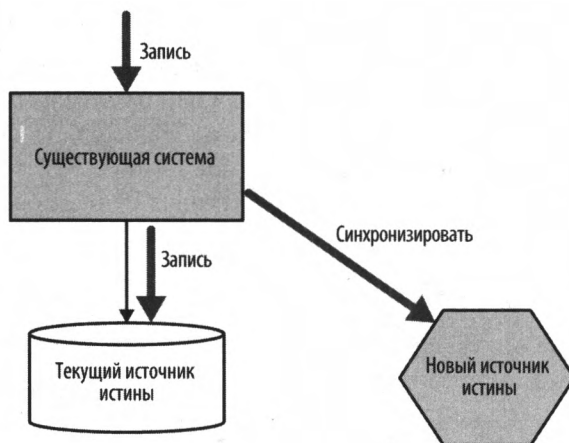 Запись
Существующая система
Синхронизировать
Запись
Текущий источник
истины
Новый источник
истины